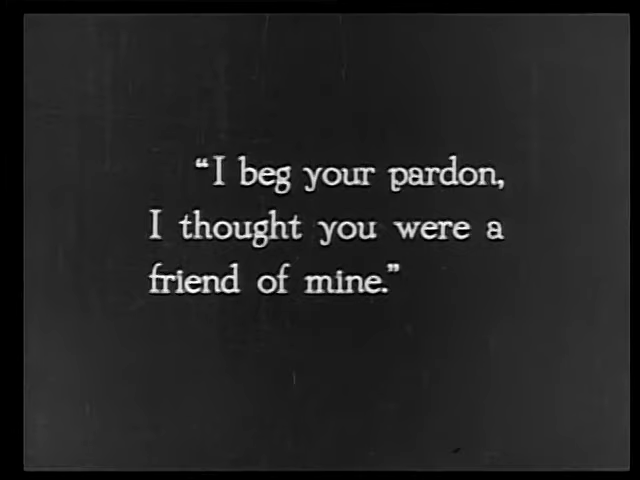 “I beg your pardon,
I thought you were a
friend of mine.”